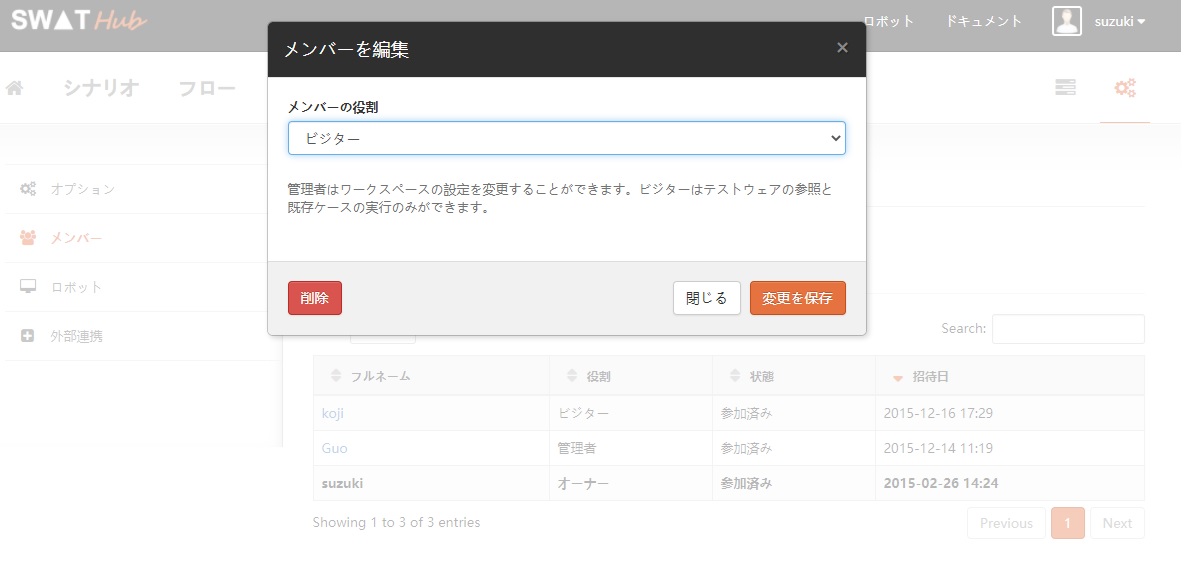 SWAT Hub
ロボット ドキュメント suzuki
メンバーを編集 ×
シナリオ フロー
メンバーの役割
ビジター
管理者はワークスペースの設定を変更することができます。ビジターはテストウェアの参照と
既存ケースの実行のみができます。
オプション
メンバー
ロボット
外部連携
削除 閉じる 変更を保存
Search:
フルネーム 役割 状態 招待日
koji ビジター 参加済み 2015-12-16 17:29
Guo 管理者 参加済み 2015-12-14 11:19
suzuki オーナー 参加済み 2015-02-26 14:24
Showing 1 to 3 of 3 entries
Previous 1 Next